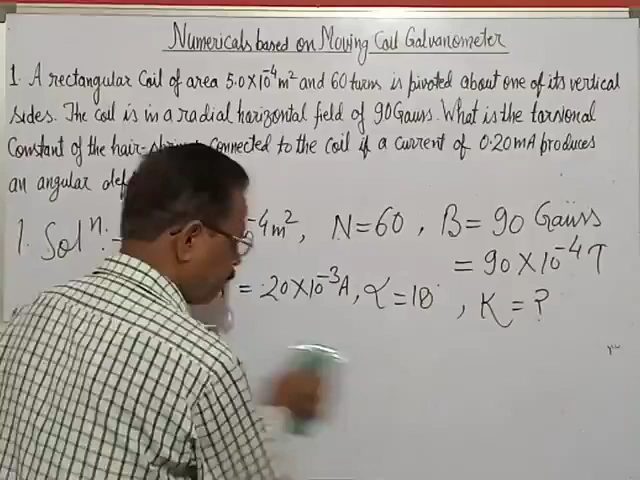 Numericals based on Moving Coil Galvanometer
1. A rectangular Coil of area 5.0×10⁻⁴m² and 60 turns is pivoted about one of its vertical
sides. The coil is in a radial horizontal field of 90 Gauss. What is the torsional
Constant of the hair- connected to the coil if a current of 0.20mA produces
an angular
1. Solⁿ:- ⁻⁴m², N=60, B= 90 Gauss
= 90×10⁻⁴T
= .20×10⁻³A, α=18°, K=?